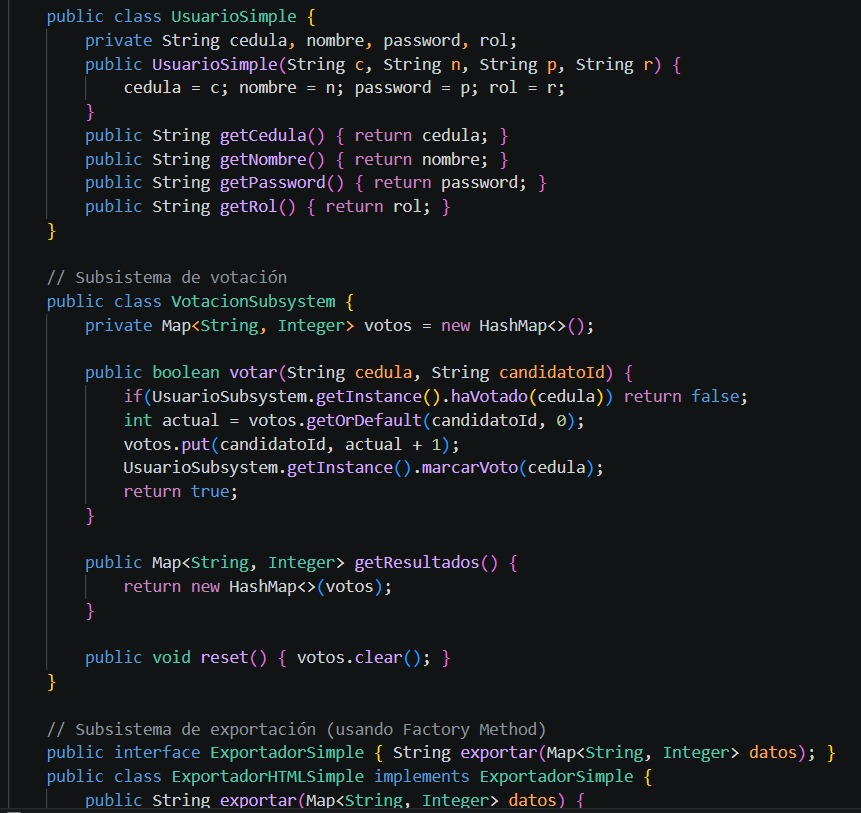 public class UsuarioSimple {
private String cedula, nombre, password, rol;
public UsuarioSimple(String c, String n, String p, String r) {
cedula = c; nombre = n; password = p; rol = r;
}
public String getCedula() { return cedula; }
public String getNombre() { return nombre; }
public String getPassword() { return password; }
public String getRol() { return rol; }
}
// Subsistema de votación
public class VotacionSubsystem {
private Map<String, Integer> votos = new HashMap<>();
public boolean votar(String cedula, String candidatoId) {
if(UsuarioSubsystem.getInstance().haVotado(cedula)) return false;
int actual = votos.getOrDefault(candidatoId, 0);
votos.put(candidatoId, actual + 1);
UsuarioSubsystem.getInstance().marcarVoto(cedula);
return true;
}
public Map<String, Integer> getResultados() {
return new HashMap<>(votos);
}
public void reset() { votos.clear(); }
}
// Subsistema de exportación (usando Factory Method)
public interface ExportadorSimple { String exportar(Map<String, Integer> datos); }
public class ExportadorHTMLSimple implements ExportadorSimple {
public String exportar(Map<String, Integer> datos) {